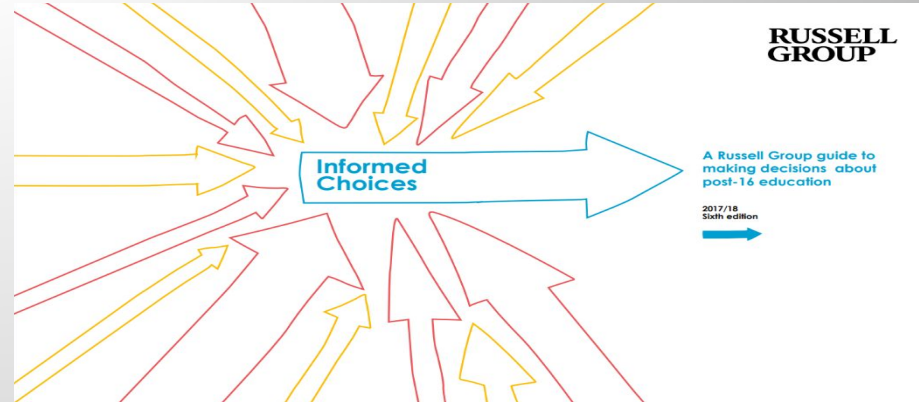 RUSSELL
GROUP
Informed
Choices
A Russell Group guide to
making decisions about
post-16 education
2017/18
Sixth edition